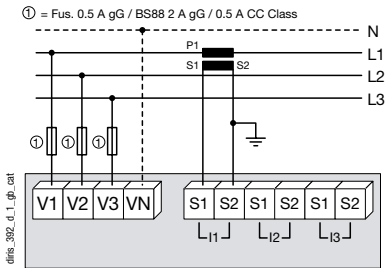 ① = Fus. 0.5 A gG / BS88 2 A gG / 0.5 A CC Class
N
P1
L1
S1 S2
L2
L3
① ① ①
V1 V2 V3 VN S1 S2 S1 S2 S1 S2
I1 I2 I3
diris_392_d_1_gb_cat